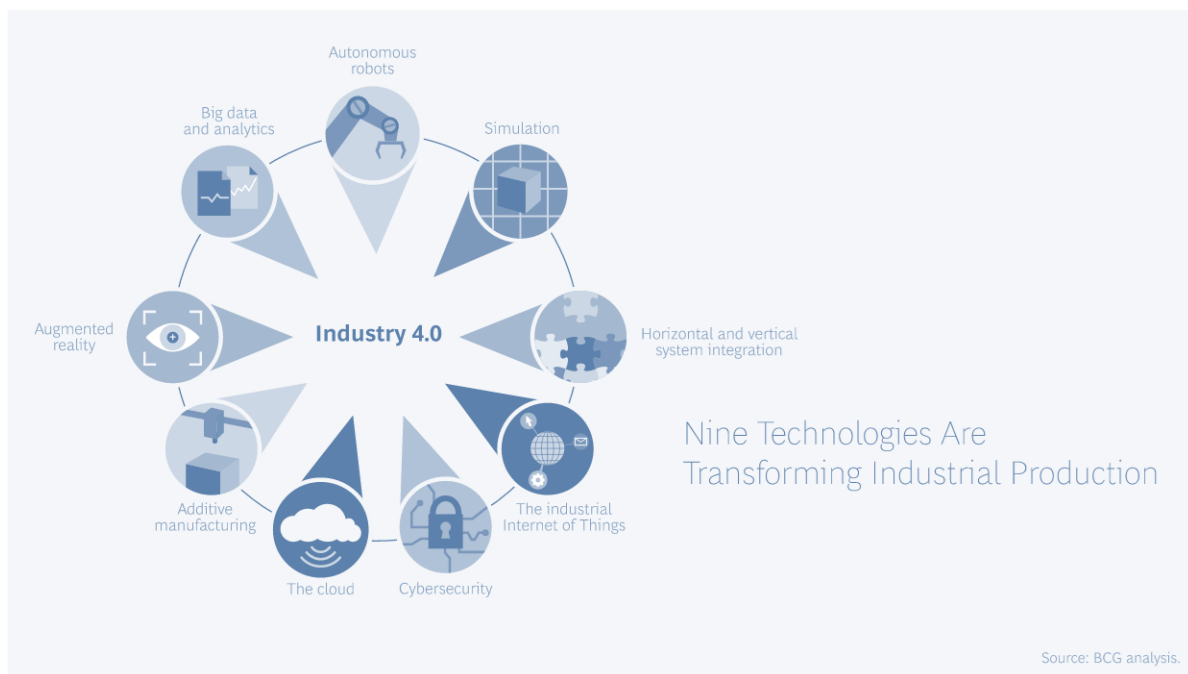 Autonomous
robots
Big data
and analytics
Simulation
Augmented
reality
Industry 4.0
Horizontal and vertical
system integration
Nine Technologies Are
Transforming Industrial Production
Additive
manufacturing
The industrial
Internet of Things
The cloud
Cybersecurity
Source: BCG analysis.